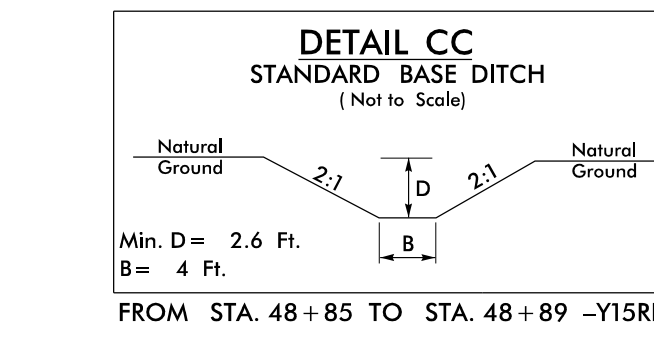 DETAIL CC
STANDARD BASE DITCH
( Not to Scale)
Natural
Ground
2:1
D
2:1
Natural
Ground
B
Min. D = 2.6 Ft.
B = 4 Ft.
FROM STA. 48+85 TO STA. 48+89